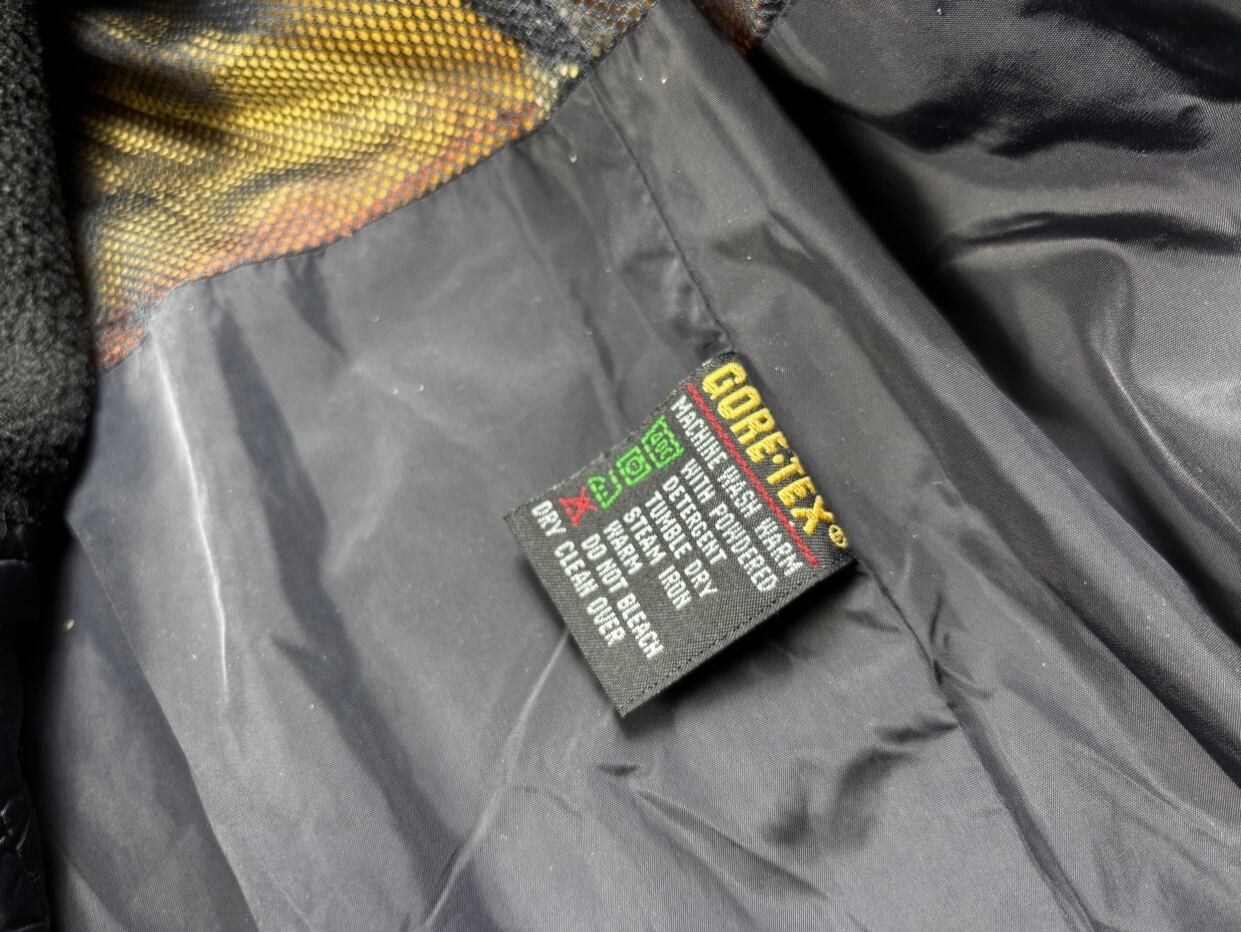 GORE-TEX®
MACHINE WASH WARM
WITH POWDERED
DETERGENT
TUMBLE DRY
STEAM IRON
WARM
DO NOT BLEACH
DRY CLEAN OVER